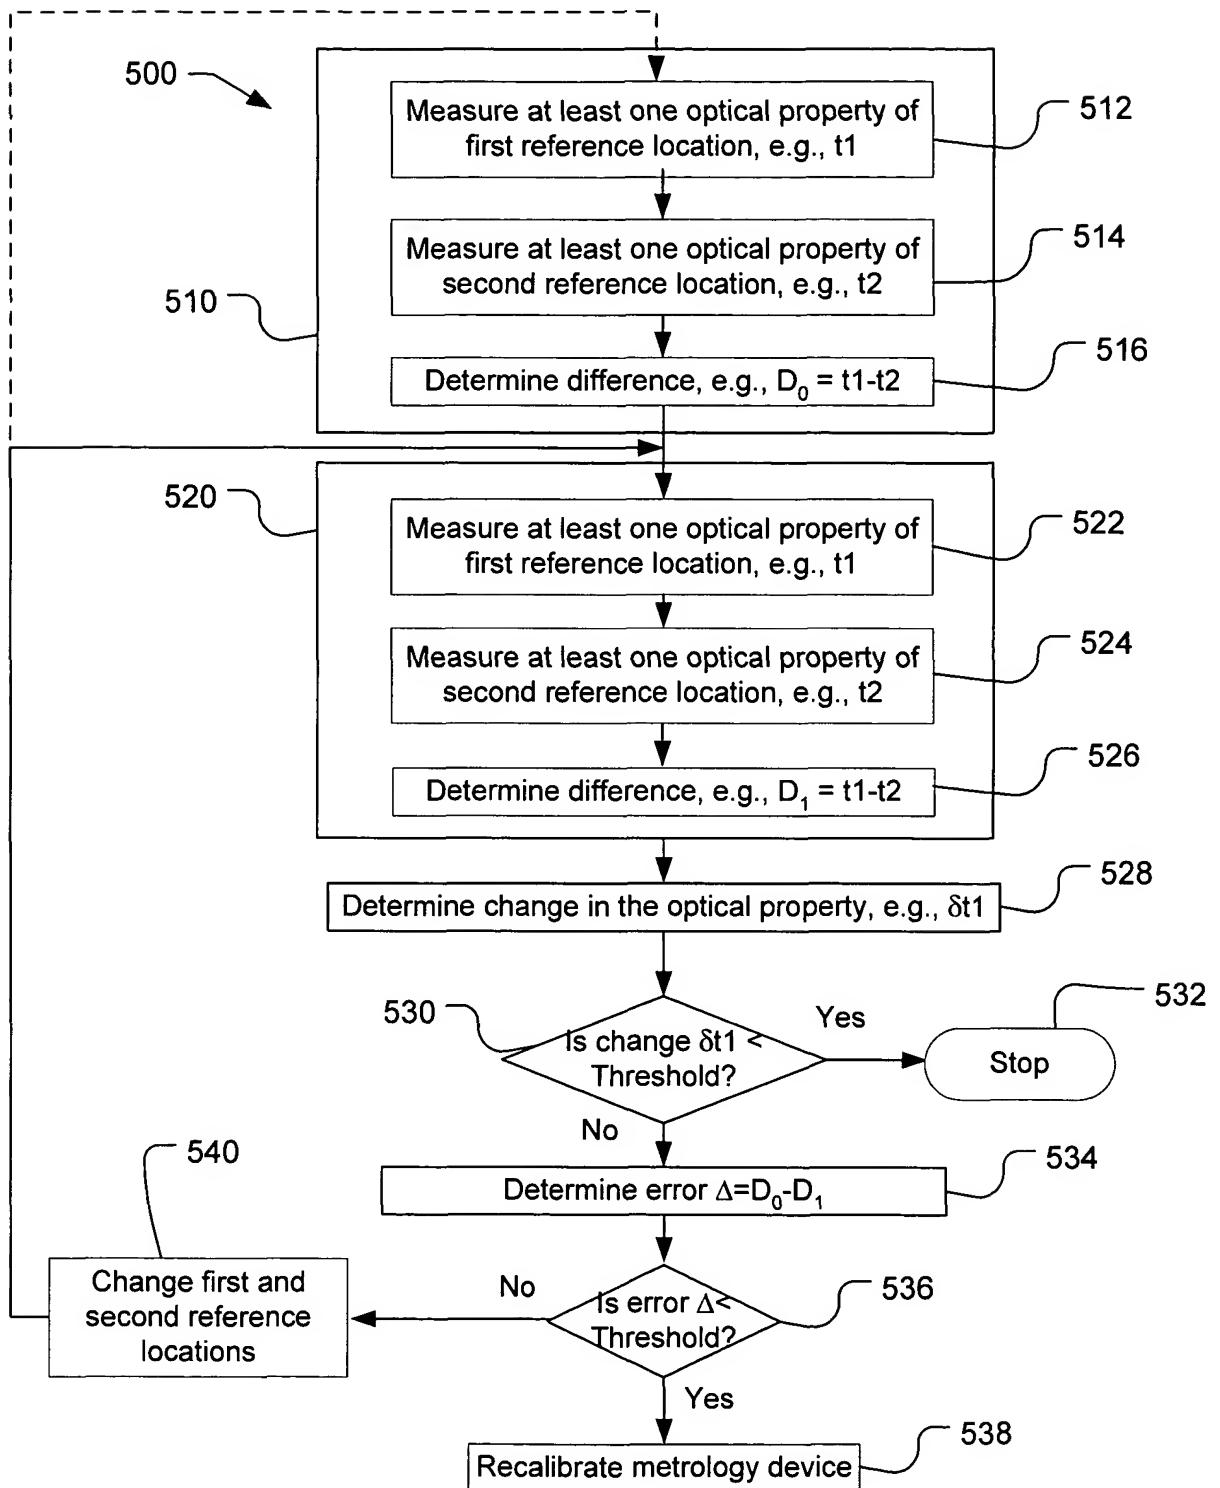 500
Measure at least one optical property of
first reference location, e.g., t1
512
Measure at least one optical property of
second reference location, e.g., t2
514
510
Determine difference, e.g., D₀ = t1-t2
516
520
Measure at least one optical property of
first reference location, e.g., t1
522
Measure at least one optical property of
second reference location, e.g., t2
524
Determine difference, e.g., D₁ = t1-t2
526
Determine change in the optical property, e.g., δt1
528
530
Is change δt1 <
Threshold?
Yes
Stop
532
No
Determine error Δ=D₀-D₁
534
540
Change first and
second reference
locations
No
Is error Δ<
Threshold?
536
Yes
Recalibrate metrology device
538